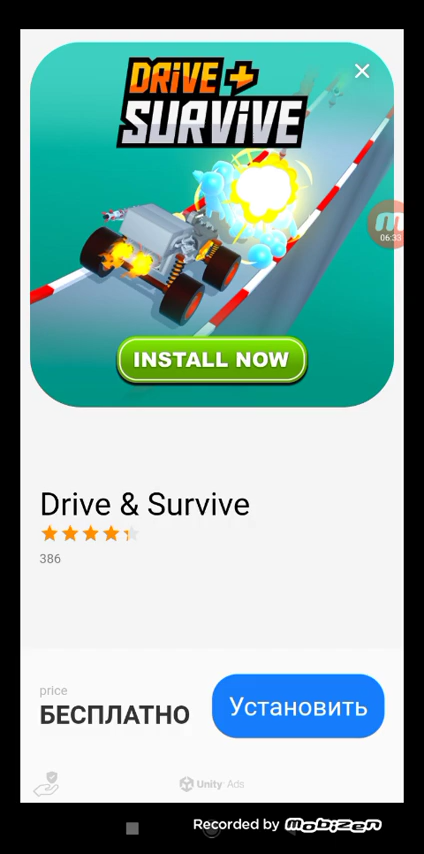 DRIVE +
SURVIVE
06:33
INSTALL NOW
Drive & Survive
386
price
БЕСПЛАТНО
Установить
Unity Ads
Recorded by Mobizen